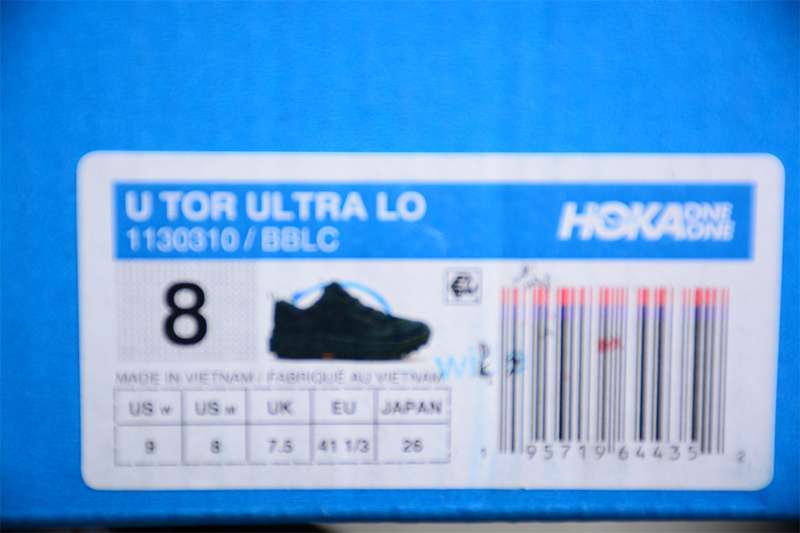 U TOR ULTRA LO
1130310 / BBLC
HOKA ONE ONE
8
MADE IN VIETNAM / FABRIQUÉ AU VIETNAM
US w US m UK EU JAPAN
9 8 7.5 41 1/3 26
1 95719 64435 2